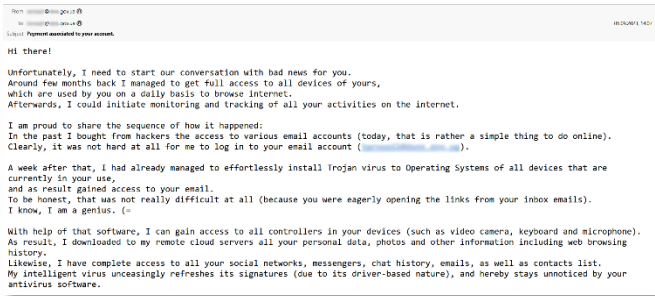 From gov.ua
to
Subject Payment associated to your account.
Hi there!
Unfortunately, I need to start our conversation with bad news for you.
Around few months back I managed to get full access to all devices of yours,
which are used by you on a daily basis to browse internet.
Afterwards, I could initiate monitoring and tracking of all your activities on the internet.
I am proud to share the sequence of how it happened:
In the past I bought from hackers the access to various email accounts (today, that is rather a simple thing to do online).
Clearly, it was not hard at all for me to log in to your email account ( ).
A week after that, I had already managed to effortlessly install Trojan virus to Operating Systems of all devices that are
currently in your use,
and as result gained access to your email.
To be honest, that was not really difficult at all (because you were eagerly opening the links from your inbox emails).
I know, I am a genius. (=
With help of that software, I can gain access to all controllers in your devices (such as video camera, keyboard and microphone).
As result, I downloaded to my remote cloud servers all your personal data, photos and other information including web browsing
history.
Likewise, I have complete access to all your social networks, messengers, chat history, emails, as well as contacts list.
My intelligent virus unceasingly refreshes its signatures (due to its driver-based nature), and hereby stays unnoticed by your
antivirus software.